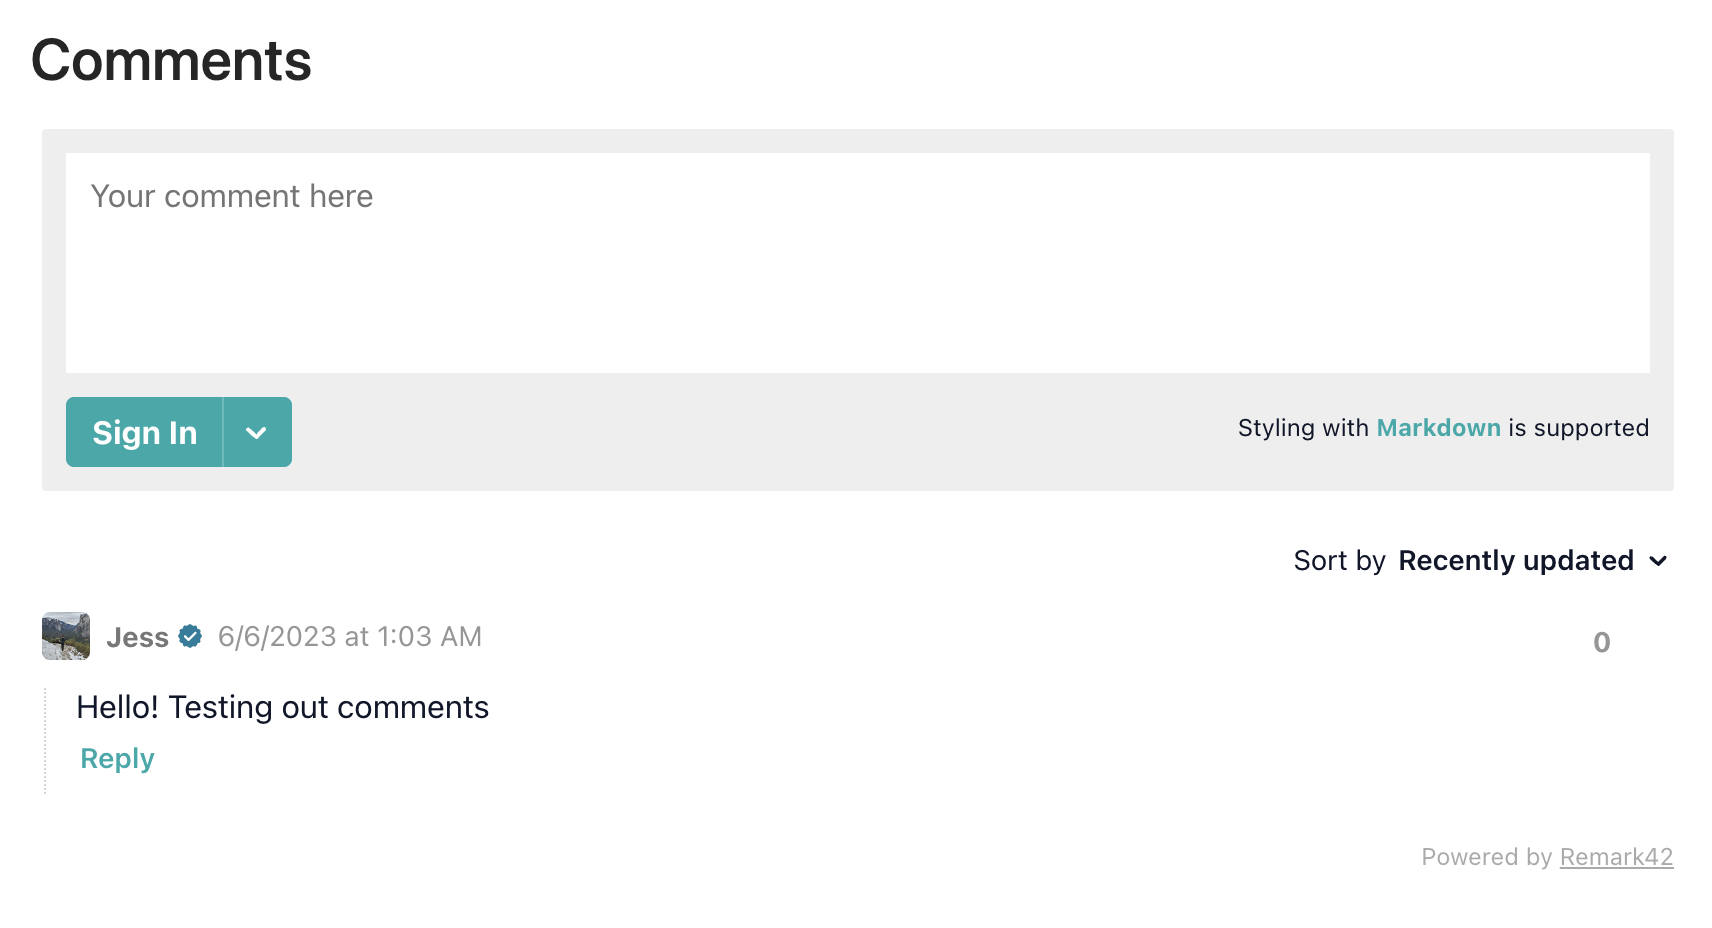 Comments
Your comment here
Sign In
Styling with Markdown is supported
Sort by Recently updated
Jess 6/6/2023 at 1:03 AM
0
Hello! Testing out comments
Reply
Powered by Remark42